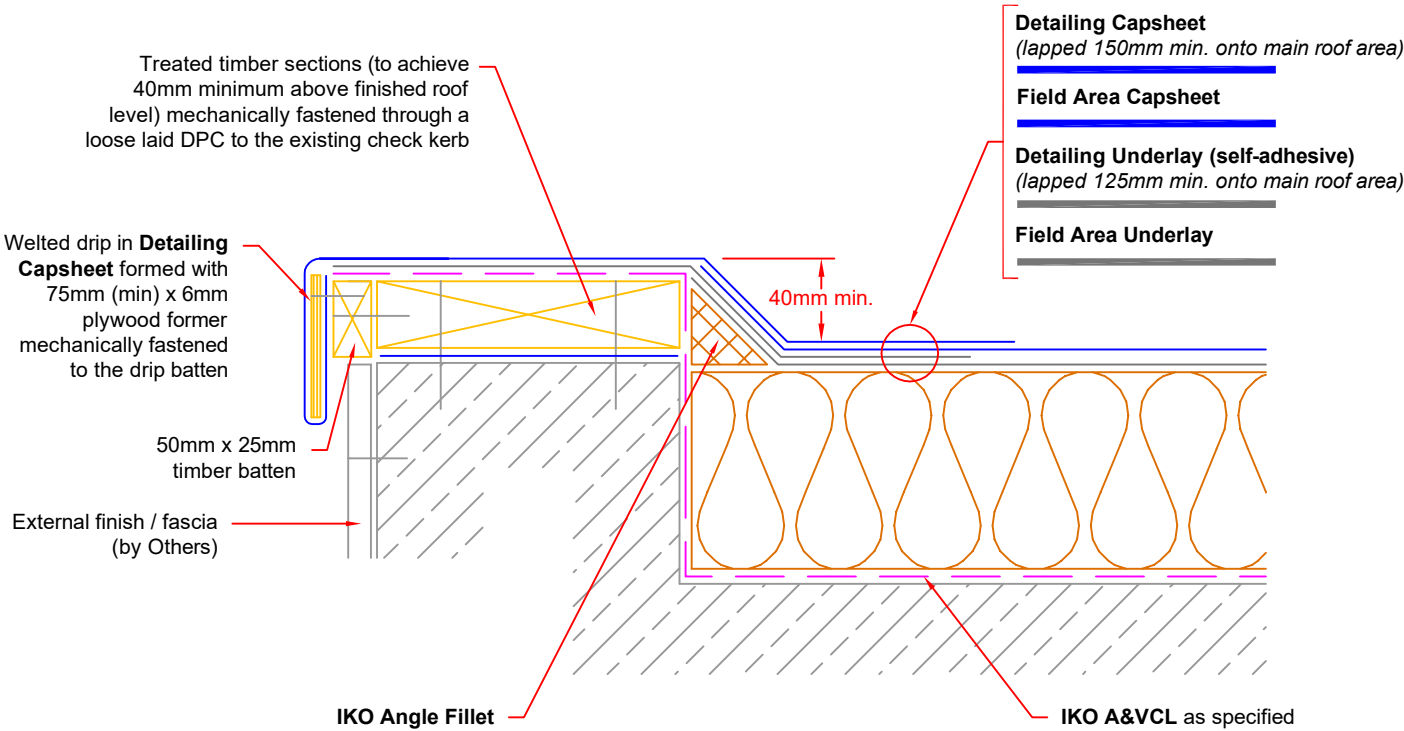 Treated timber sections (to achieve
40mm minimum above finished roof
level) mechanically fastened through a
loose laid DPC to the existing check kerb
Detailing Capsheet
(lapped 150mm min. onto main roof area)
Field Area Capsheet
Detailing Underlay (self-adhesive)
(lapped 125mm min. onto main roof area)
Field Area Underlay
Welted drip in Detailing
Capsheet formed with
75mm (min) x 6mm
plywood former
mechanically fastened
to the drip batten
40mm min.
50mm x 25mm
timber batten
External finish / fascia
(by Others)
IKO Angle Fillet
IKO A&VCL as specified